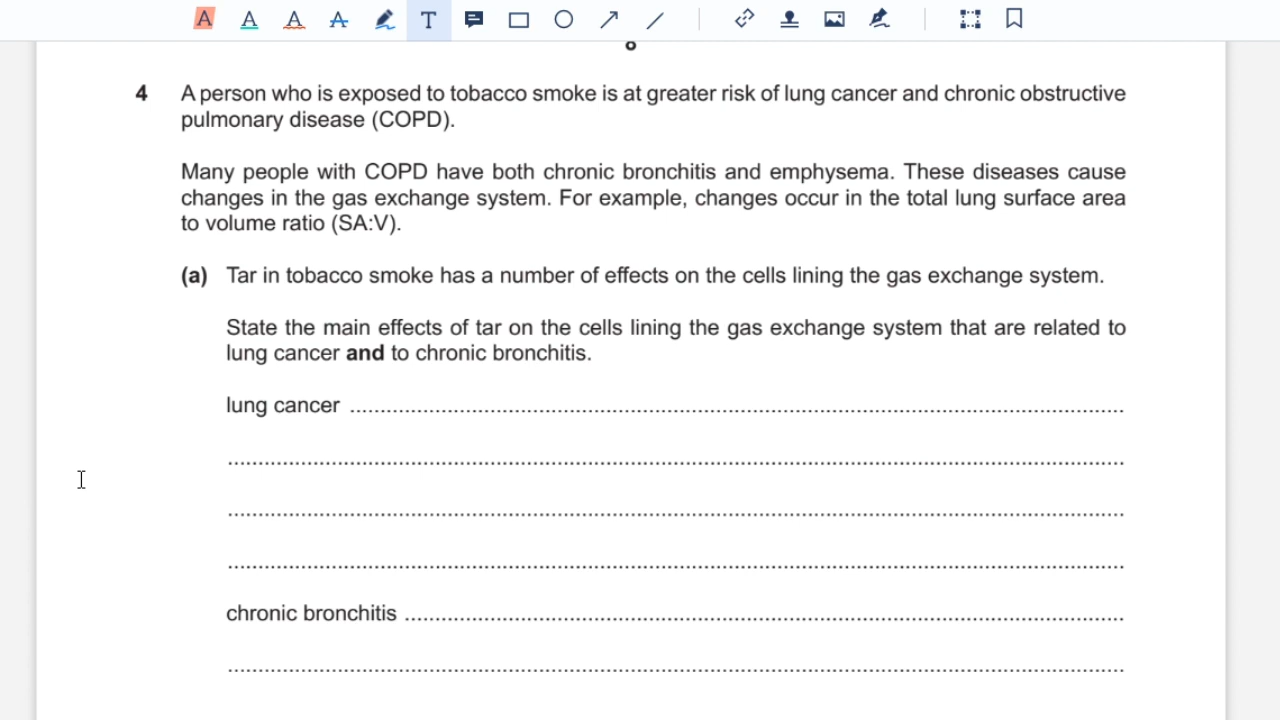 8
4 A person who is exposed to tobacco smoke is at greater risk of lung cancer and chronic obstructive
pulmonary disease (COPD).
Many people with COPD have both chronic bronchitis and emphysema. These diseases cause
changes in the gas exchange system. For example, changes occur in the total lung surface area
to volume ratio (SA:V).
(a) Tar in tobacco smoke has a number of effects on the cells lining the gas exchange system.
State the main effects of tar on the cells lining the gas exchange system that are related to
lung cancer and to chronic bronchitis.
lung cancer ................................................................................................................................
....................................................................................................................................................
....................................................................................................................................................
....................................................................................................................................................
chronic bronchitis .......................................................................................................................
....................................................................................................................................................